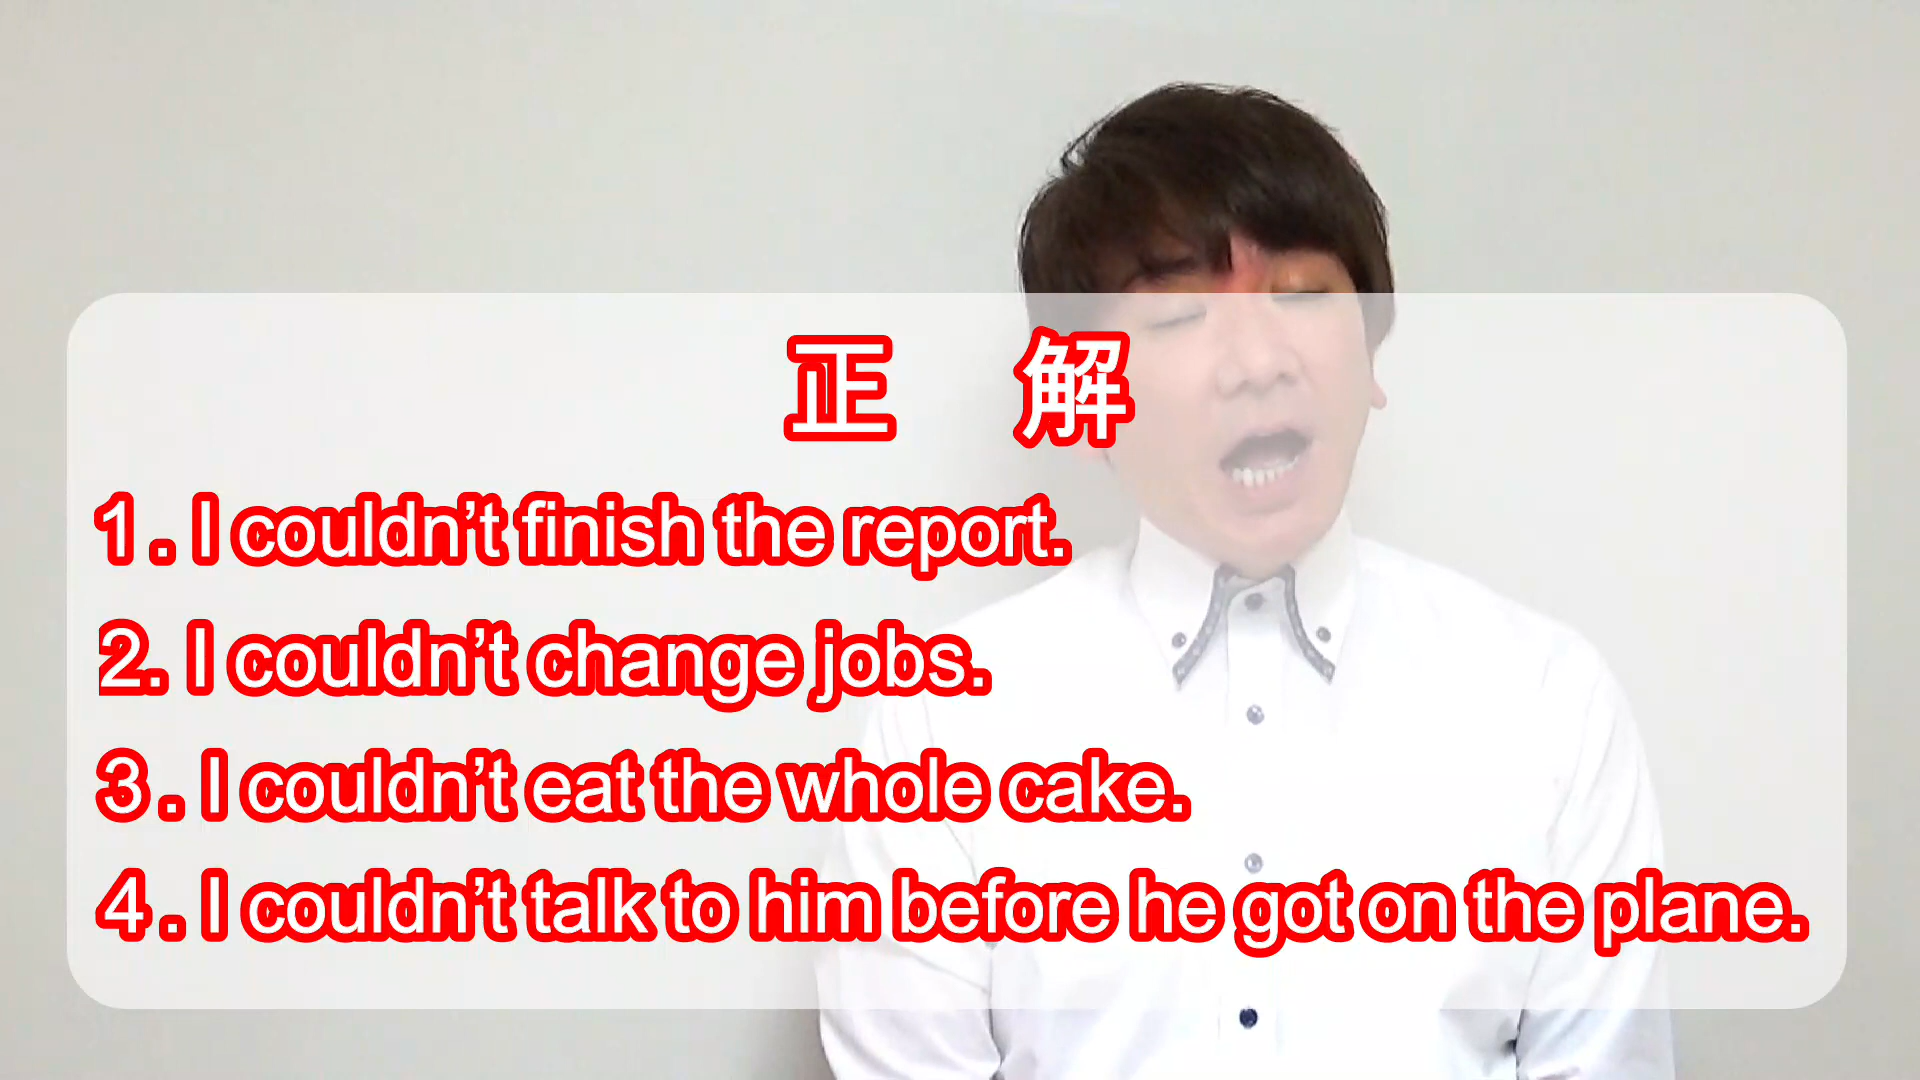 正　解
1 . I couldn’t finish the report.
2. I couldn’t change jobs.
3 . I couldn’t eat the whole cake.
4 . I couldn’t talk to him before he got on the plane.